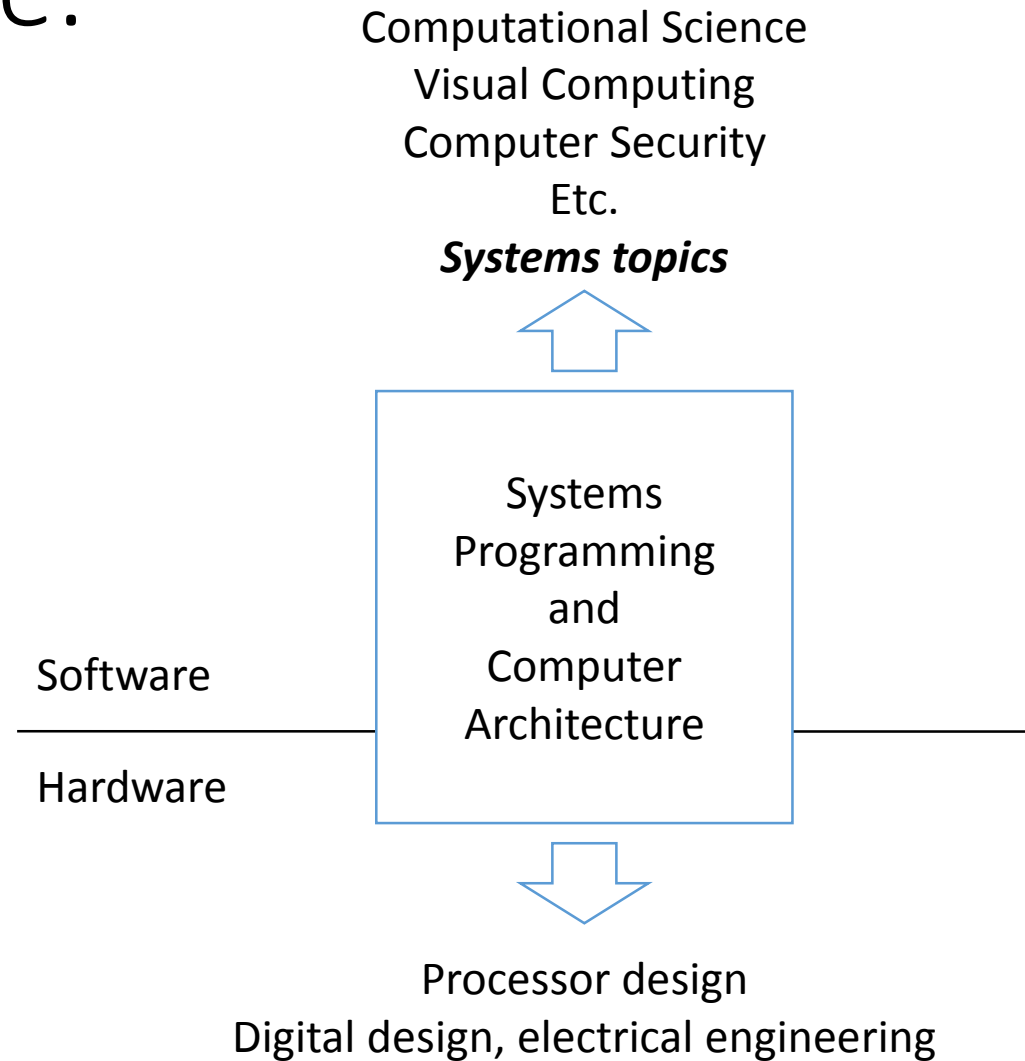 Computational Science
Visual Computing
Computer Security
Etc.
Systems topics
Systems
Programming
and
Computer
Architecture
Software
Hardware
Processor design
Digital design, electrical engineering